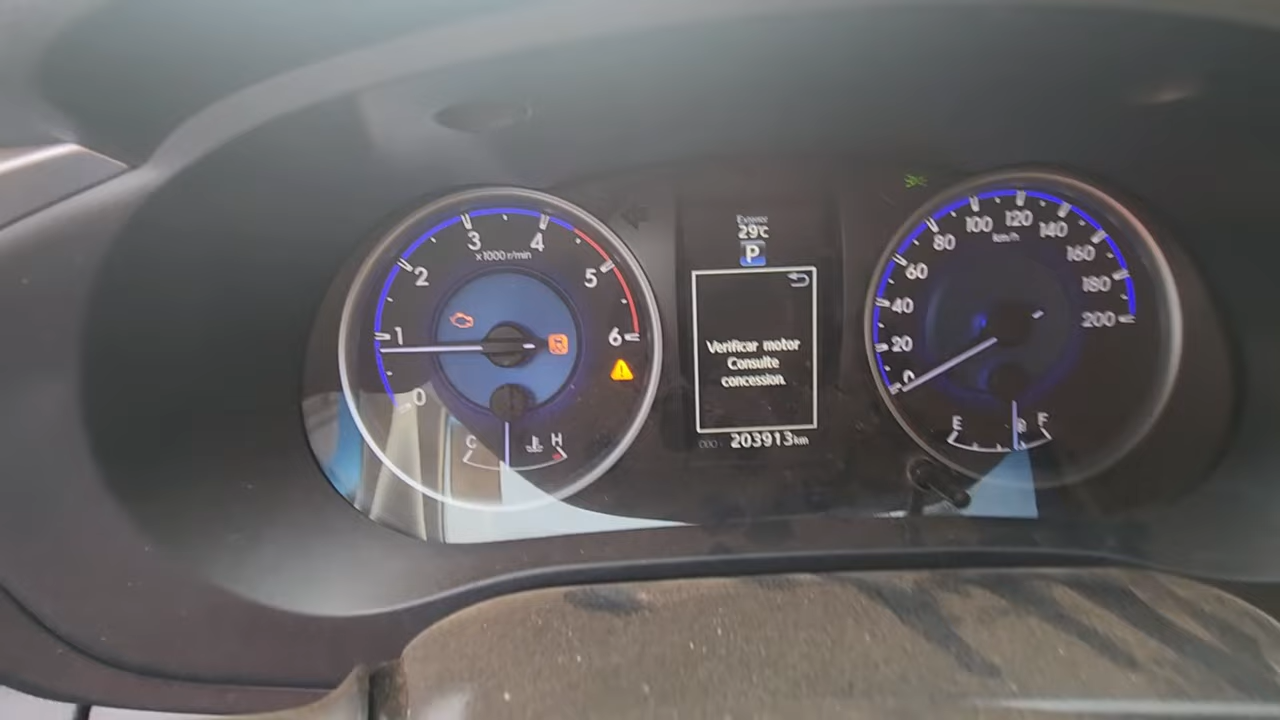 0
1
2
3
4
5
6
x1000 r/min
C
H
Exterior
29°C
P
Verificar motor
Consulte
concession.
ODO
203913km
0
20
40
60
80
100
120
140
160
180
200
km/h
E
F